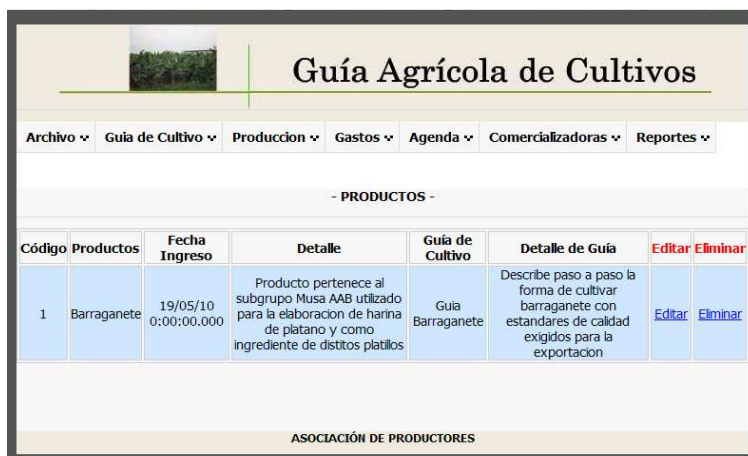 Guía Agrícola de Cultivos
Archivo Guia de Cultivo Produccion Gastos Agenda Comercializadoras Reportes
- PRODUCTOS -
Código Productos Fecha Ingreso Detalle Guía de Cultivo Detalle de Guía Editar Eliminar
1 Barraganete 19/05/10 0:00:00.000 Producto pertenece al subgrupo Musa AAB utilizado para la elaboracion de harina de platano y como ingrediente de distitos platillos Guia Barraganete Describe paso a paso la forma de cultivar barraganete con estandares de calidad exigidos para la exportacion Editar Eliminar
ASOCIACIÓN DE PRODUCTORES